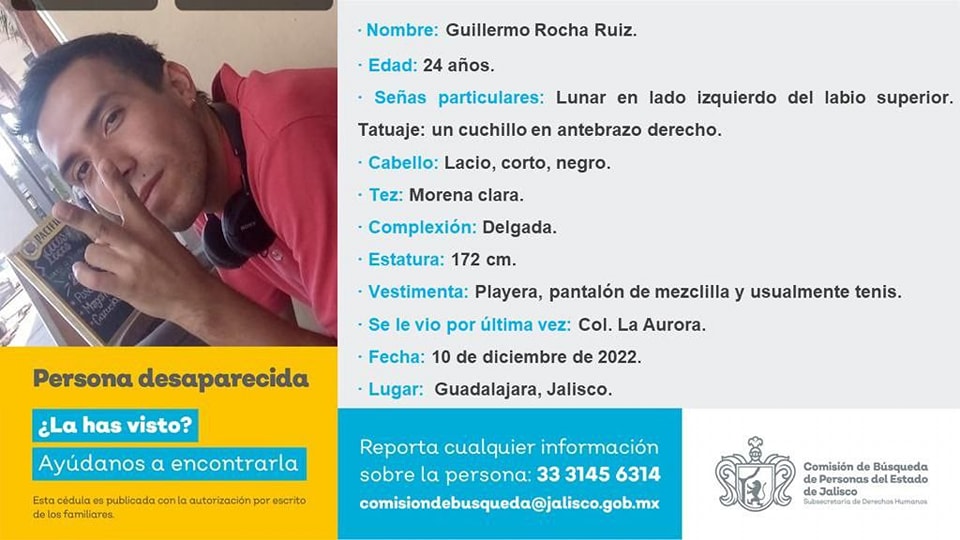 · Nombre: Guillermo Rocha Ruiz.
· Edad: 24 años.
· Señas particulares: Lunar en lado izquierdo del labio superior.
Tatuaje: un cuchillo en antebrazo derecho.
· Cabello: Lacio, corto, negro.
· Tez: Morena clara.
· Complexión: Delgada.
· Estatura: 172 cm.
· Vestimenta: Playera, pantalón de mezclilla y usualmente tenis.
· Se le vio por última vez: Col. La Aurora.
· Fecha: 10 de diciembre de 2022.
· Lugar: Guadalajara, Jalisco.
SONY
PACIFI
Persona desaparecida
¿La has visto?
Ayúdanos a encontrarla
Esta cédula es publicada con la autorización por escrito
de los familiares.
Reporta cualquier información
sobre la persona: 33 3145 6314
comisiondebusqueda@jalisco.gob.mx
Comisión de Búsqueda
de Personas del Estado
de Jalisco
Subsecretaría de Derechos Humanos